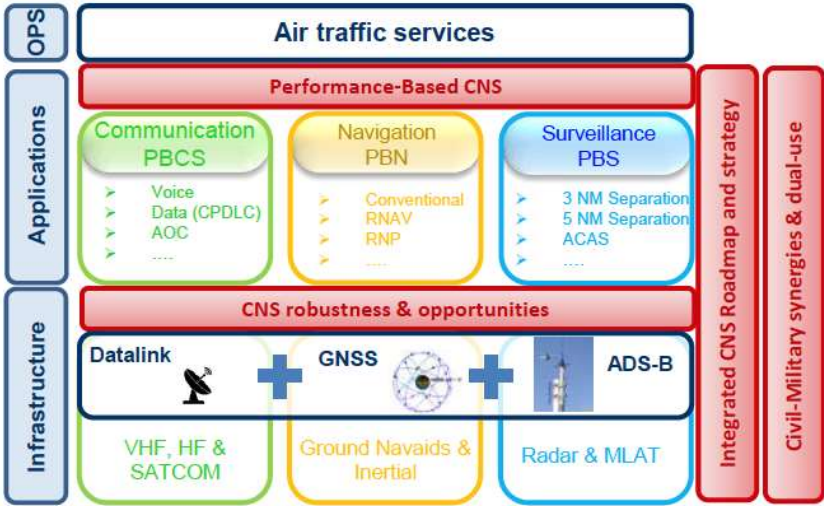 OPS
Air traffic services
Applications
Performance-Based CNS
Communication
PBCS
Voice
Data (CPDLC)
AOC
....
Navigation
PBN
Conventional
RNAV
RNP
....
Surveillance
PBS
3 NM Separation
5 NM Separation
ACAS
....
Infrastructure
CNS robustness & opportunities
Datalink
GNSS
ADS-B
VHF, HF &
SATCOM
Ground Navaids &
Inertial
Radar & MLAT
Integrated CNS Roadmap and strategy
Civil-Military synergies & dual-use